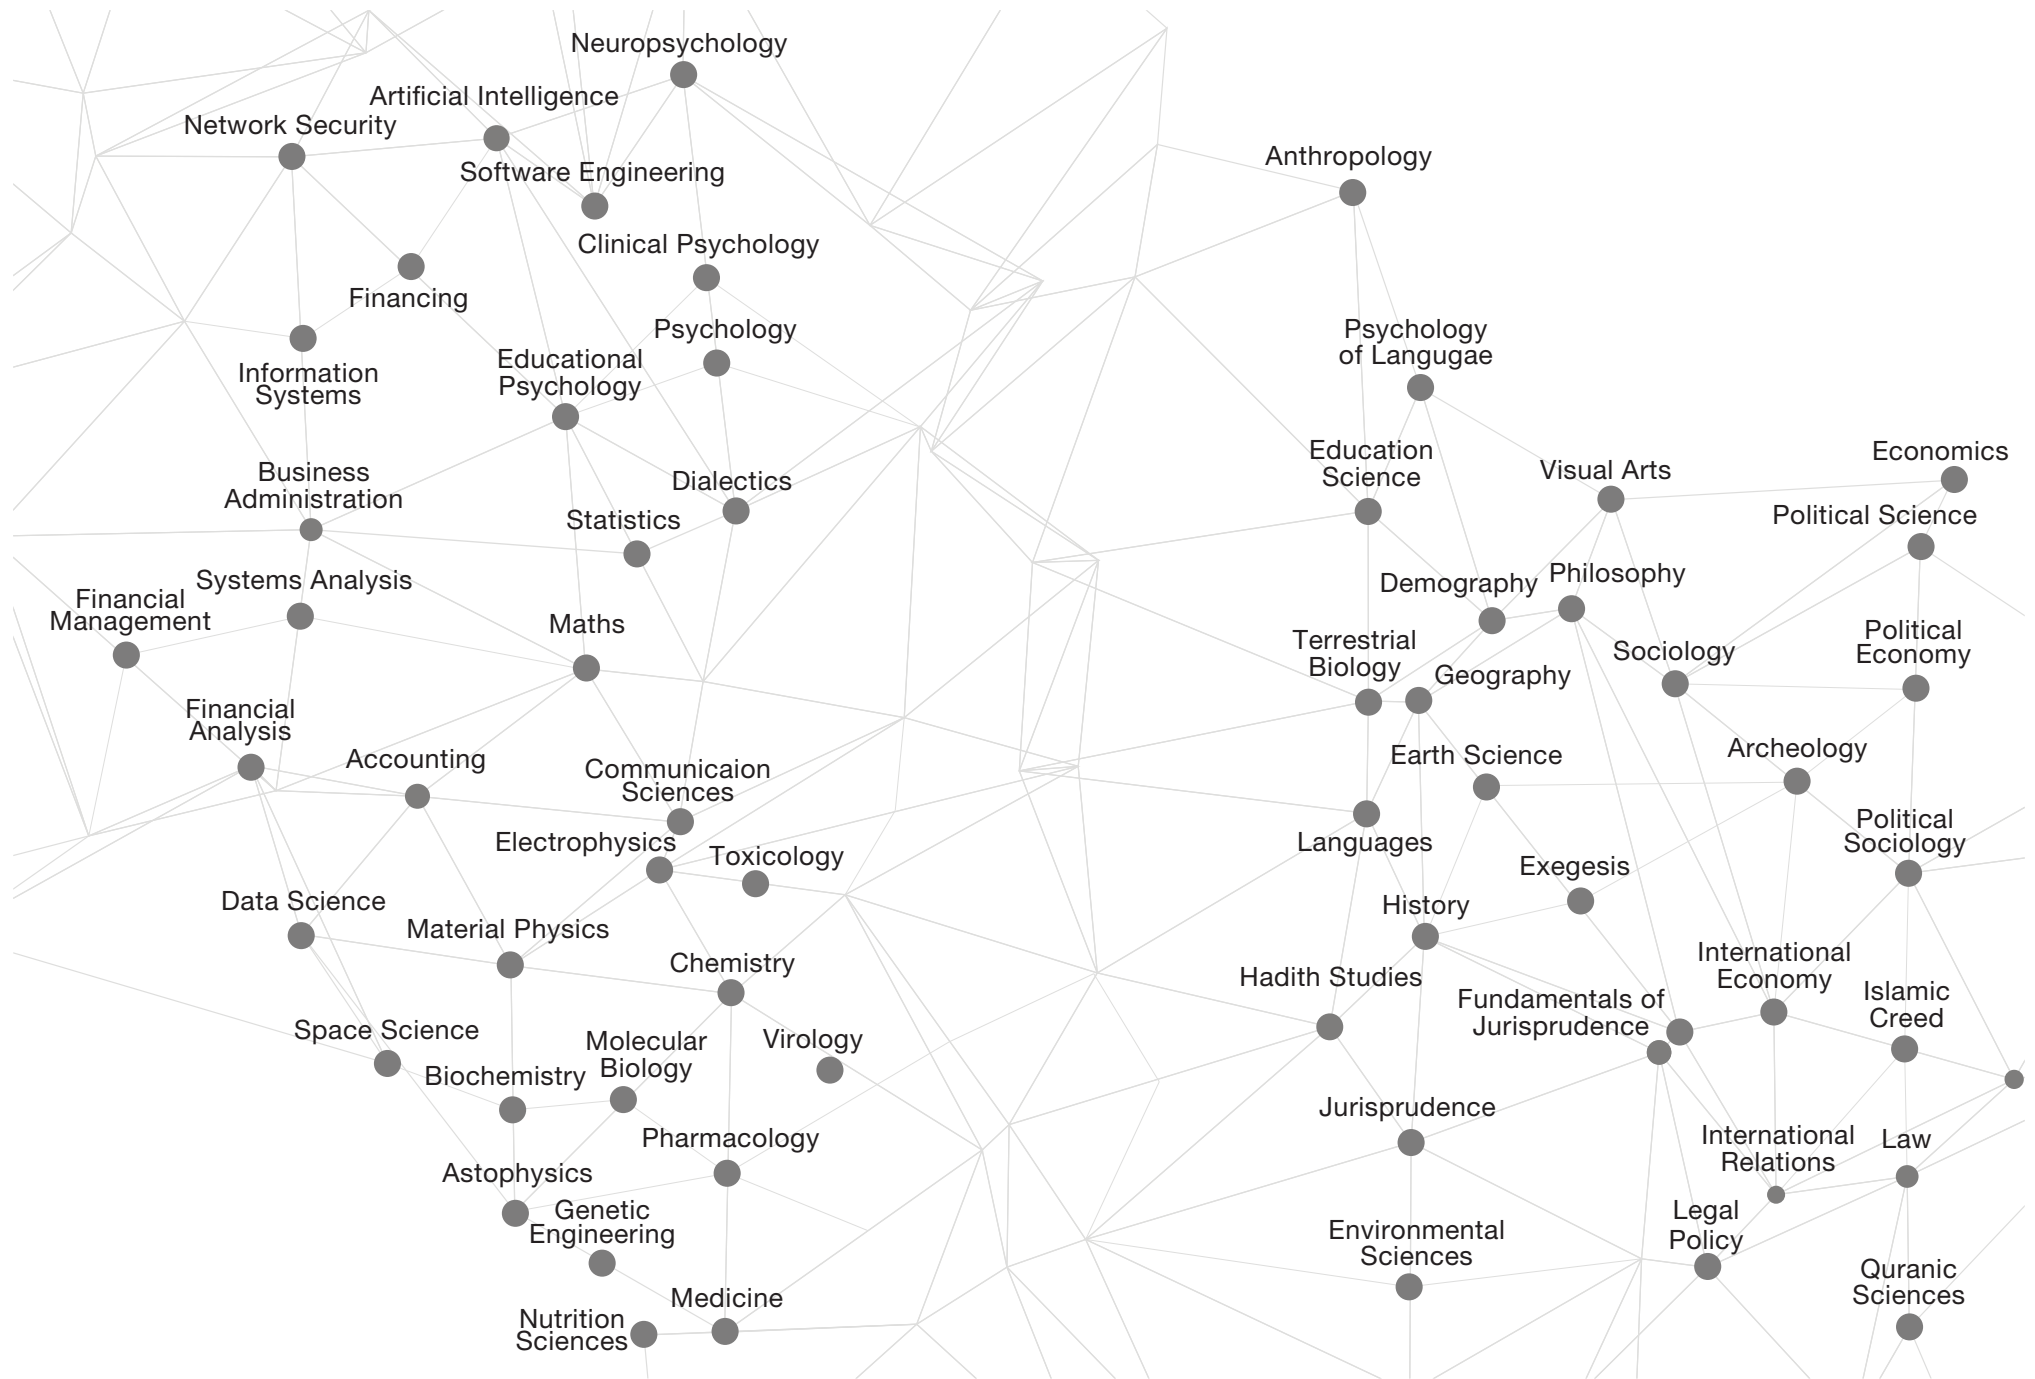 Neuropsychology
Artificial Intelligence
Network Security
Software Engineering
Clinical Psychology
Financing
Psychology
Information
Systems
Educational
Psychology
Business
Administration
Dialectics
Statistics
Systems Analysis
Financial
Management
Maths
Financial
Analysis
Accounting
Communicaion
Sciences
Electrophysics
Toxicology
Data Science
Material Physics
Chemistry
Space Science
Molecular
Biology
Virology
Biochemistry
Pharmacology
Astophysics
Genetic
Engineering
Medicine
Nutrition
Sciences
Anthropology
Psychology
of Langugae
Education
Science
Visual Arts
Economics
Political Science
Demography
Philosophy
Terrestrial
Biology
Geography
Sociology
Political
Economy
Earth Science
Archeology
Languages
Political
Sociology
Exegesis
History
Hadith Studies
International
Economy
Fundamentals of
Jurisprudence
Islamic
Creed
Jurisprudence
International
Relations
Law
Environmental
Sciences
Legal
Policy
Quranic
Sciences